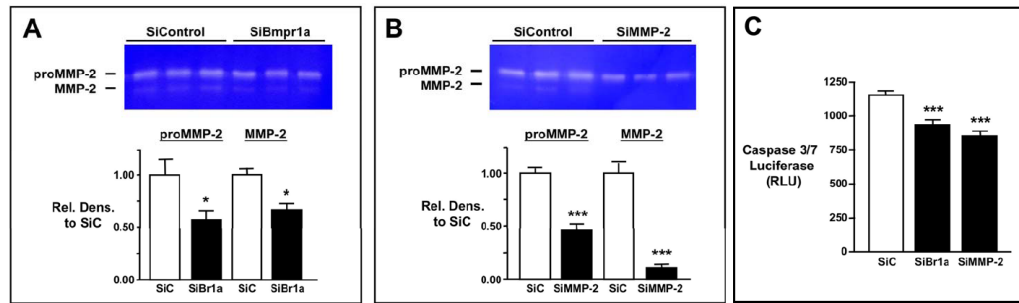 A
SiControl SiBmpr1a
proMMP-2
MMP-2
proMMP-2 MMP-2
1.00
0.50
0.00
Rel. Dens.
to SiC
* *
SiC SiBr1a SiC SiBr1a
B
SiControl SiMMP-2
proMMP-2
MMP-2
proMMP-2 MMP-2
1.00
0.50
0.00
Rel. Dens.
to SiC
*** ***
SiC SiMMP-2 SiC SiMMP-2
C
1250
1000
750
500
250
0
Caspase 3/7
Luciferase
(RLU)
*** ***
SiC SiBr1a SiMMP-2